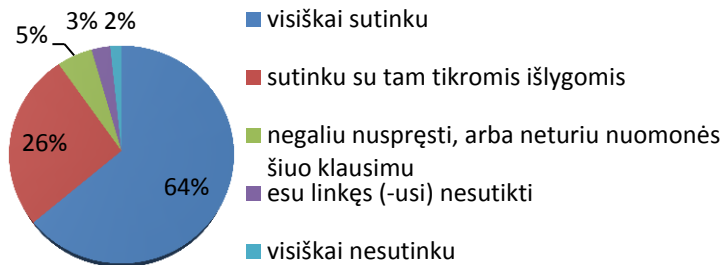 3% 2%
5%
26%
64%
visiškai sutinku
sutinku su tam tikromis išlygomis
negaliu nuspręsti, arba neturiu nuomonės
šiuo klausimu
esu linkęs (-usi) nesutikti
visiškai nesutinku